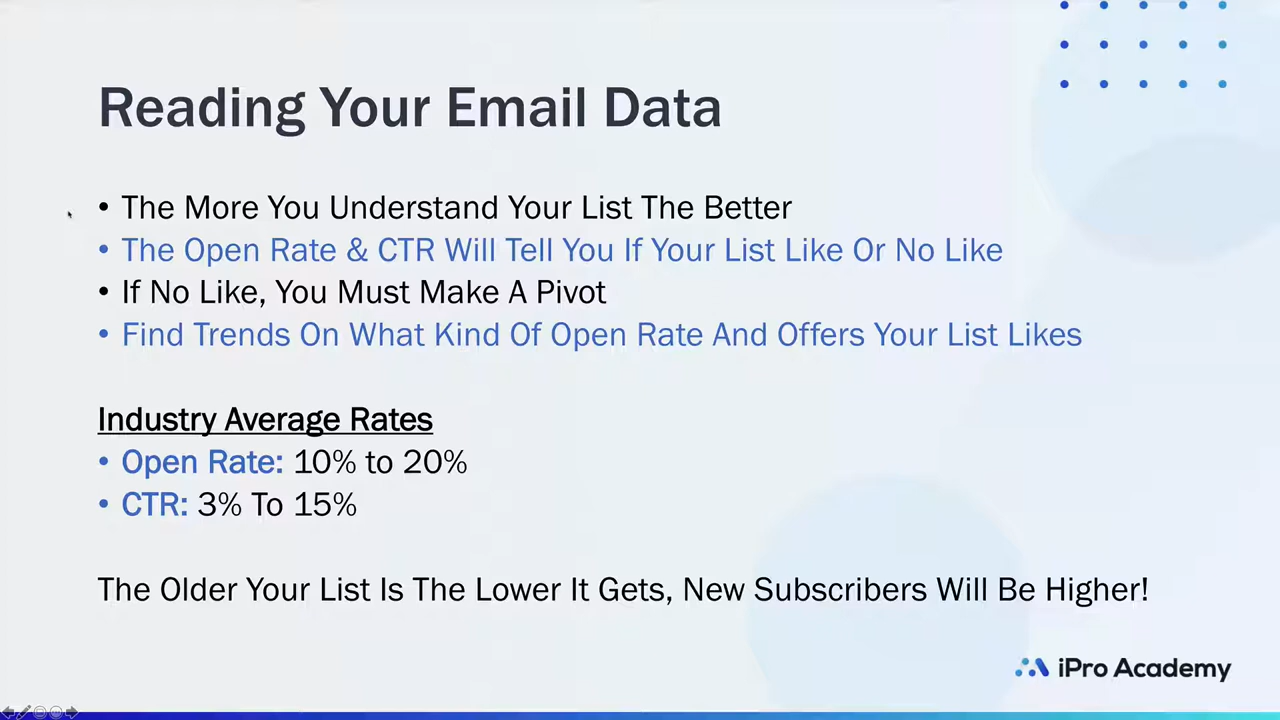 Reading Your Email Data
• The More You Understand Your List The Better
• The Open Rate & CTR Will Tell You If Your List Like Or No Like
• If No Like, You Must Make A Pivot
• Find Trends On What Kind Of Open Rate And Offers Your List Likes
Industry Average Rates
• Open Rate: 10% to 20%
• CTR: 3% To 15%
The Older Your List Is The Lower It Gets, New Subscribers Will Be Higher!
iPro Academy